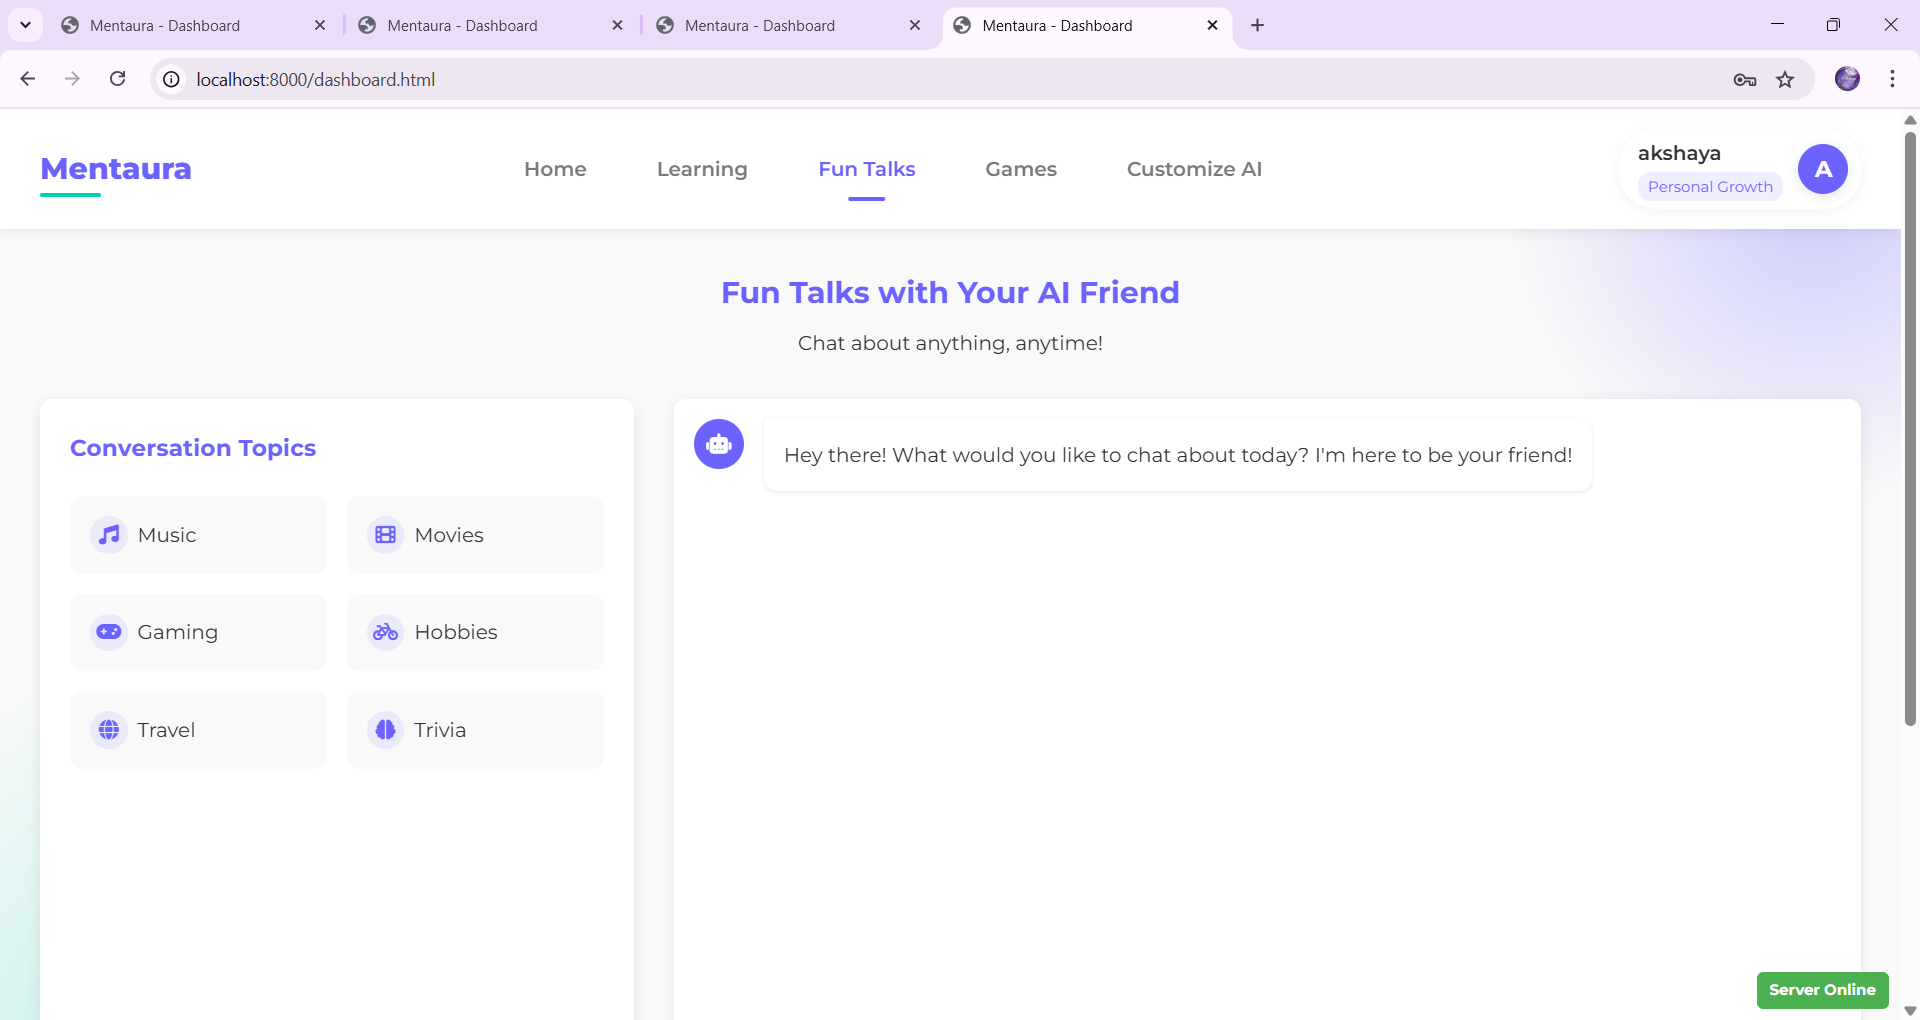 Mentaura - Dashboard
Mentaura - Dashboard
Mentaura - Dashboard
Mentaura - Dashboard
localhost:8000/dashboard.html
Mentaura
Home
Learning
Fun Talks
Games
Customize AI
akshaya
Personal Growth
A
Fun Talks with Your AI Friend
Chat about anything, anytime!
Conversation Topics
Music
Movies
Gaming
Hobbies
Travel
Trivia
Hey there! What would you like to chat about today? I'm here to be your friend!
Server Online